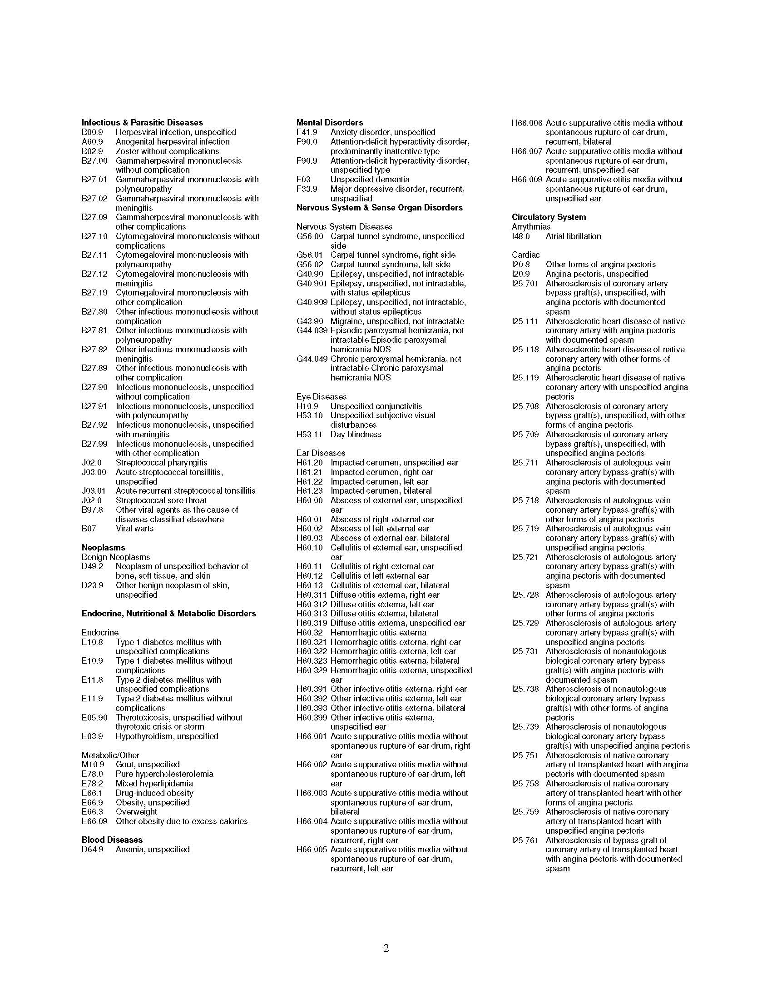 Infectious & Parasitic Diseases
B00.9 Herpesviral infection, unspecified
A60.9 Anogenital herpesviral infection
B02.9 Zoster without complications
B27.00 Gammaherpesviral mononucleosis
without complication
B27.01 Gammaherpesviral mononucleosis with
polyneuropathy
B27.02 Gammaherpesviral mononucleosis with
meningitis
B27.09 Gammaherpesviral mononucleosis with
other complications
B27.10 Cytomegaloviral mononucleosis without
complications
B27.11 Cytomegaloviral mononucleosis with
polyneuropathy
B27.12 Cytomegaloviral mononucleosis with
meningitis
B27.19 Cytomegaloviral mononucleosis with
other complication
B27.80 Other infectious mononucleosis without
complication
B27.81 Other infectious mononucleosis with
polyneuropathy
B27.82 Other infectious mononucleosis with
meningitis
B27.89 Other infectious mononucleosis with
other complication
B27.90 Infectious mononucleosis, unspecified
without complication
B27.91 Infectious mononucleosis, unspecified
with polyneuropathy
B27.92 Infectious mononucleosis, unspecified
with meningitis
B27.99 Infectious mononucleosis, unspecified
with other complication
J02.0 Streptococcal pharyngitis
J03.00 Acute streptococcal tonsillitis,
unspecified
J03.01 Acute recurrent streptococcal tonsillitis
J02.0 Streptococcal sore throat
B97.8 Other viral agents as the cause of
diseases classified elsewhere
B07 Viral warts
Neoplasms
Benign Neoplasms
D49.2 Neoplasm of unspecified behavior of
bone, soft tissue, and skin
D23.9 Other benign neoplasm of skin,
unspecified
Endocrine, Nutritional & Metabolic Disorders
Endocrine
E10.8 Type 1 diabetes mellitus with
unspecified complications
E10.9 Type 1 diabetes mellitus without
complications
E11.8 Type 2 diabetes mellitus with
unspecified complications
E11.9 Type 2 diabetes mellitus without
complications
E05.90 Thyrotoxicosis, unspecified without
thyrotoxic crisis or storm
E03.9 Hypothyroidism, unspecified
Metabolic/Other
M10.9 Gout, unspecified
E78.0 Pure hypercholesterolemia
E78.2 Mixed hyperlipidemia
E66.1 Drug-induced obesity
E66.9 Obesity, unspecified
E66.3 Overweight
E66.09 Other obesity due to excess calories
Blood Diseases
D64.9 Anemia, unspecified
Mental Disorders
F41.9 Anxiety disorder, unspecified
F90.0 Attention-deficit hyperactivity disorder,
predominantly inattentive type
F90.9 Attention-deficit hyperactivity disorder,
unspecified type
F03 Unspecified dementia
F33.9 Major depressive disorder, recurrent,
unspecified
Nervous System & Sense Organ Disorders
Nervous System Diseases
G56.00 Carpal tunnel syndrome, unspecified
side
G56.01 Carpal tunnel syndrome, right side
G56.02 Carpal tunnel syndrome, left side
G40.90 Epilepsy, unspecified, not intractable
G40.901 Epilepsy, unspecified, not intractable,
with status epilepticus
G40.909 Epilepsy, unspecified, not intractable,
without status epilepticus
G43.90 Migraine, unspecified, not intractable
G44.039 Episodic paroxysmal hemicrania, not
intractable Episodic paroxysmal
hemicrania NOS
G44.049 Chronic paroxysmal hemicrania, not
intractable Chronic paroxysmal
hemicrania NOS
Eye Diseases
H10.9 Unspecified conjunctivitis
H53.10 Unspecified subjective visual
disturbances
H53.11 Day blindness
Ear Diseases
H61.20 Impacted cerumen, unspecified ear
H61.21 Impacted cerumen, right ear
H61.22 Impacted cerumen, left ear
H61.23 Impacted cerumen, bilateral
H60.00 Abscess of external ear, unspecified
ear
H60.01 Abscess of right external ear
H60.02 Abscess of left external ear
H60.03 Abscess of external ear, bilateral
H60.10 Cellulitis of external ear, unspecified
ear
H60.11 Cellulitis of right external ear
H60.12 Cellulitis of left external ear
H60.13 Cellulitis of external ear, bilateral
H60.311 Diffuse otitis externa, right ear
H60.312 Diffuse otitis externa, left ear
H60.313 Diffuse otitis externa, bilateral
H60.319 Diffuse otitis externa, unspecified ear
H60.32 Hemorrhagic otitis externa
H60.321 Hemorrhagic otitis externa, right ear
H60.322 Hemorrhagic otitis externa, left ear
H60.323 Hemorrhagic otitis externa, bilateral
H60.329 Hemorrhagic otitis externa, unspecified
ear
H60.391 Other infective otitis externa, right ear
H60.392 Other infective otitis externa, left ear
H60.393 Other infective otitis externa, bilateral
H60.399 Other infective otitis externa,
unspecified ear
H66.001 Acute suppurative otitis media without
spontaneous rupture of ear drum, right
ear
H66.002 Acute suppurative otitis media without
spontaneous rupture of ear drum, left
ear
H66.003 Acute suppurative otitis media without
spontaneous rupture of ear drum,
bilateral
H66.004 Acute suppurative otitis media without
spontaneous rupture of ear drum,
recurrent, right ear
H66.005 Acute suppurative otitis media without
spontaneous rupture of ear drum,
recurrent, left ear
H66.006 Acute suppurative otitis media without
spontaneous rupture of ear drum,
recurrent, bilateral
H66.007 Acute suppurative otitis media without
spontaneous rupture of ear drum,
recurrent, unspecified ear
H66.009 Acute suppurative otitis media without
spontaneous rupture of ear drum,
unspecified ear
Circulatory System
Arrythmias
I48.0 Atrial fibrillation
Cardiac
I20.8 Other forms of angina pectoris
I20.9 Angina pectoris, unspecified
I25.701 Atherosclerosis of coronary artery
bypass graft(s), unspecified, with
angina pectoris with documented
spasm
I25.111 Atherosclerotic heart disease of native
coronary artery with angina pectoris
with documented spasm
I25.118 Atherosclerotic heart disease of native
coronary artery with other forms of
angina pectoris
I25.119 Atherosclerotic heart disease of native
coronary artery with unspecified angina
pectoris
I25.708 Atherosclerosis of coronary artery
bypass graft(s), unspecified, with other
forms of angina pectoris
I25.709 Atherosclerosis of coronary artery
bypass graft(s), unspecified, with
unspecified angina pectoris
I25.711 Atherosclerosis of autologous vein
coronary artery bypass graft(s) with
angina pectoris with documented
spasm
I25.718 Atherosclerosis of autologous vein
coronary artery bypass graft(s) with
other forms of angina pectoris
I25.719 Atherosclerosis of autologous vein
coronary artery bypass graft(s) with
unspecified angina pectoris
I25.721 Atherosclerosis of autologous artery
coronary artery bypass graft(s) with
angina pectoris with documented
spasm
I25.728 Atherosclerosis of autologous artery
coronary artery bypass graft(s) with
other forms of angina pectoris
I25.729 Atherosclerosis of autologous artery
coronary artery bypass graft(s) with
unspecified angina pectoris
I25.731 Atherosclerosis of nonautologous
biological coronary artery bypass
graft(s) with angina pectoris with
documented spasm
I25.738 Atherosclerosis of nonautologous
biological coronary artery bypass
graft(s) with other forms of angina
pectoris
I25.739 Atherosclerosis of nonautologous
biological coronary artery bypass
graft(s) with unspecified angina pectoris
I25.751 Atherosclerosis of native coronary
artery of transplanted heart with angina
pectoris with documented spasm
I25.758 Atherosclerosis of native coronary
artery of transplanted heart with other
forms of angina pectoris
I25.759 Atherosclerosis of native coronary
artery of transplanted heart with
unspecified angina pectoris
I25.761 Atherosclerosis of bypass graft of
coronary artery of transplanted heart
with angina pectoris with documented
spasm
2